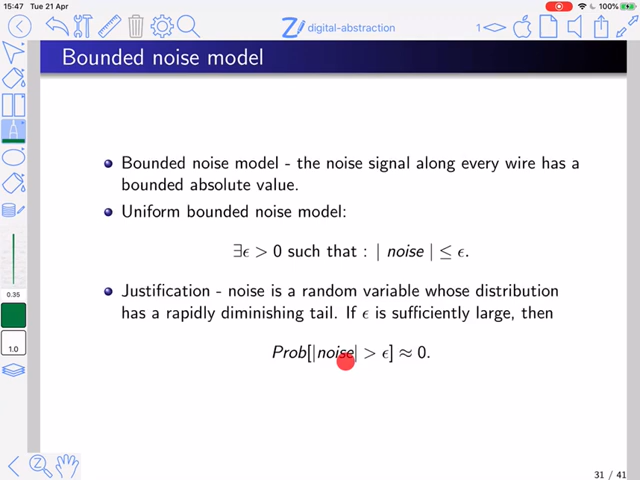 15:47 Tue 21 Apr
100%
digital-abstraction
1
Bounded noise model
Bounded noise model - the noise signal along every wire has a
bounded absolute value.
Uniform bounded noise model:
∃ϵ > 0 such that : | noise | ≤ ϵ.
Justification - noise is a random variable whose distribution
has a rapidly diminishing tail. If ϵ is sufficiently large, then
Prob[|noise| > ϵ] ≈ 0.
0.35
1.0
31 / 41